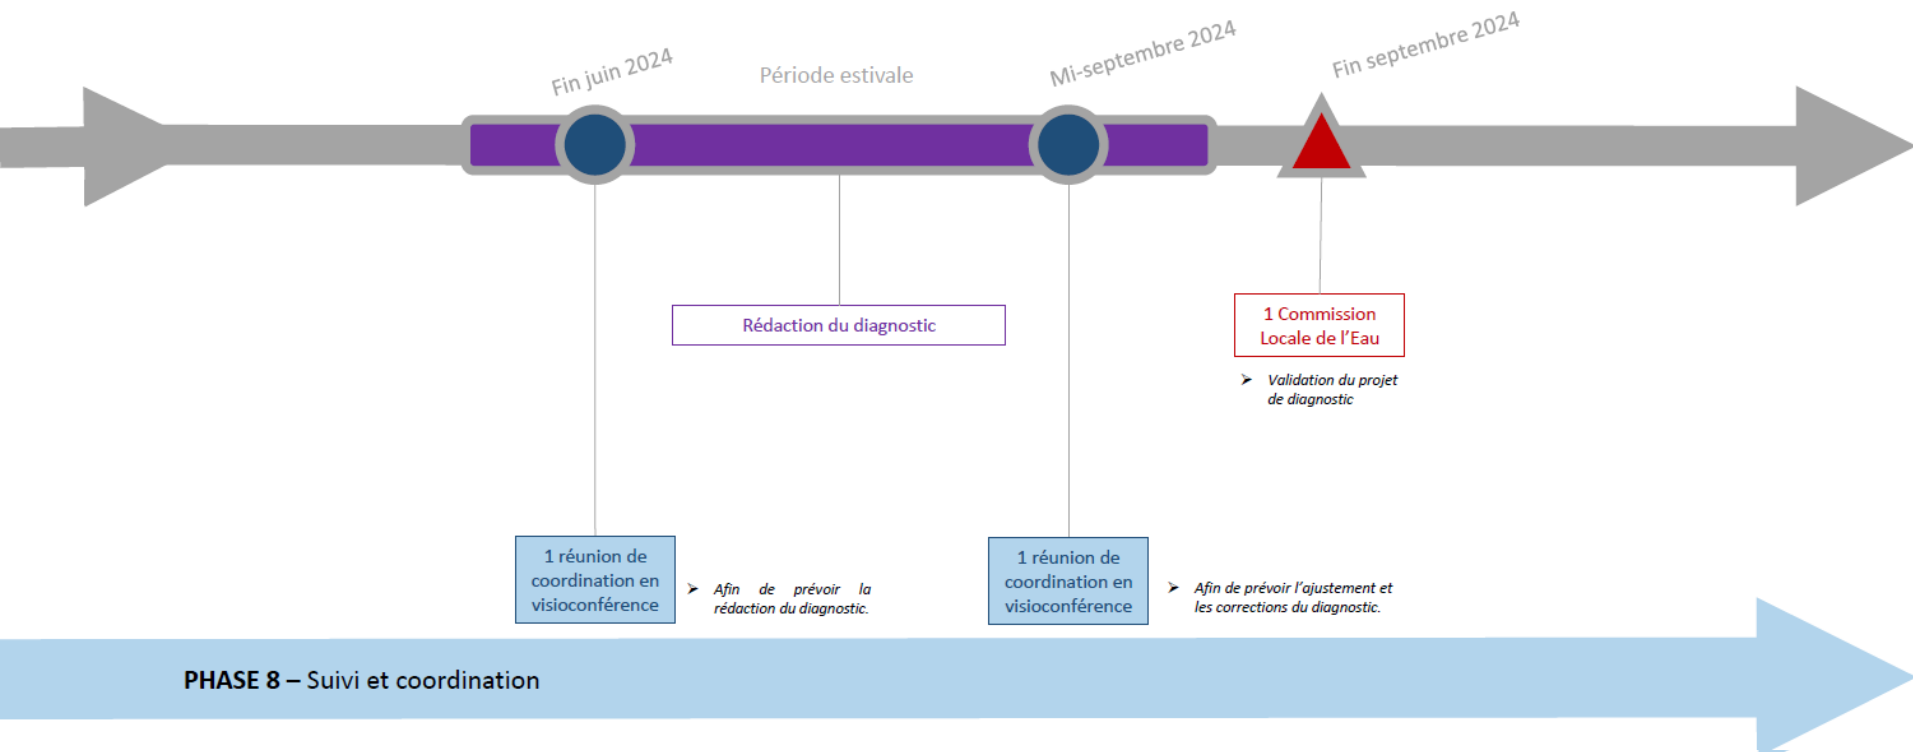 Fin juin 2024
Période estivale
Mi-septembre 2024
Fin septembre 2024
Rédaction du diagnostic
1 Commission
Locale de l’Eau
➢ Validation du projet
de diagnostic
1 réunion de
coordination en
visioconférence
➢ Afin de prévoir la
rédaction du diagnostic.
1 réunion de
coordination en
visioconférence
➢ Afin de prévoir l’ajustement et
les corrections du diagnostic.
PHASE 8 – Suivi et coordination